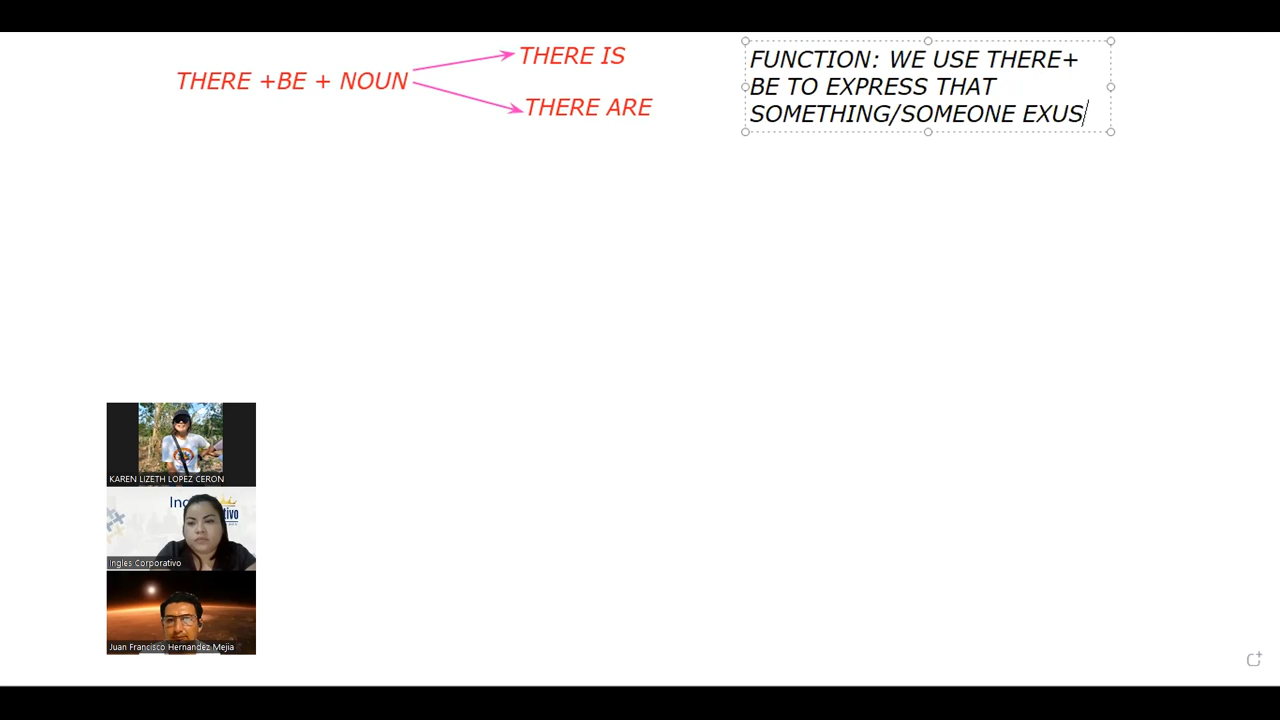 THERE IS
THERE +BE + NOUN
THERE ARE
FUNCTION: WE USE THERE+
BE TO EXPRESS THAT
SOMETHING/SOMEONE EXUS
KAREN LIZETH LOPEZ CERON
Ingles Corporativo
Juan Francisco Hernandez Mejia